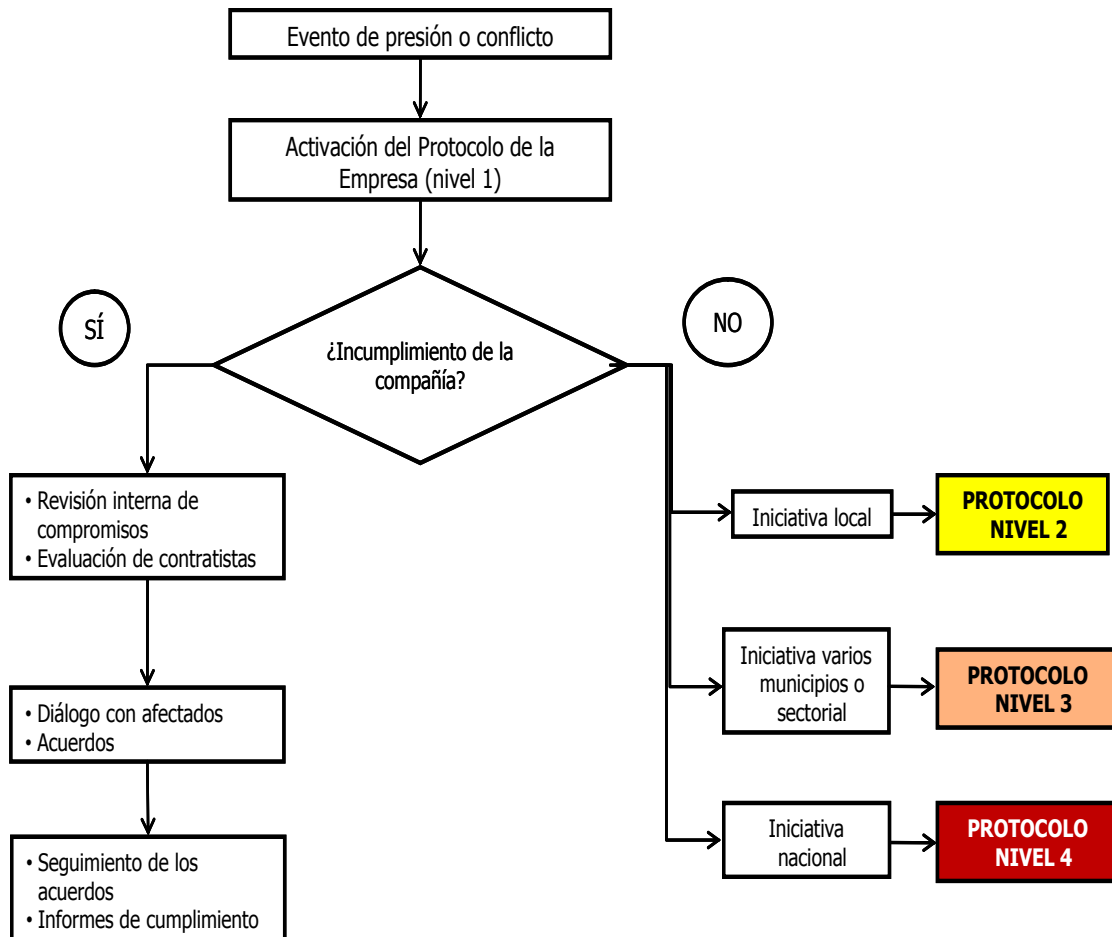 Evento de presión o conflicto
Activación del Protocolo de la
Empresa (nivel 1)
SÍ
NO
¿Incumplimiento de la
compañía?
• Revisión interna de
compromisos
• Evaluación de contratistas
Iniciativa local
PROTOCOLO
NIVEL 2
• Diálogo con afectados
• Acuerdos
Iniciativa varios
municipios o
sectorial
PROTOCOLO
NIVEL 3
• Seguimiento de los
acuerdos
• Informes de cumplimiento
Iniciativa
nacional
PROTOCOLO
NIVEL 4